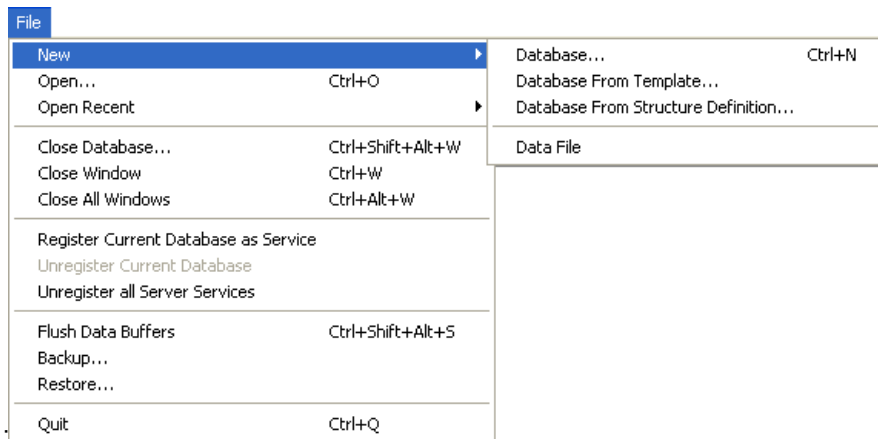 File
New
Open... Ctrl+O
Open Recent
Close Database... Ctrl+Shift+Alt+W
Close Window Ctrl+W
Close All Windows Ctrl+Alt+W
Register Current Database as Service
Unregister Current Database
Unregister all Server Services
Flush Data Buffers Ctrl+Shift+Alt+S
Backup...
Restore...
. Quit Ctrl+Q
Database... Ctrl+N
Database From Template...
Database From Structure Definition...
Data File